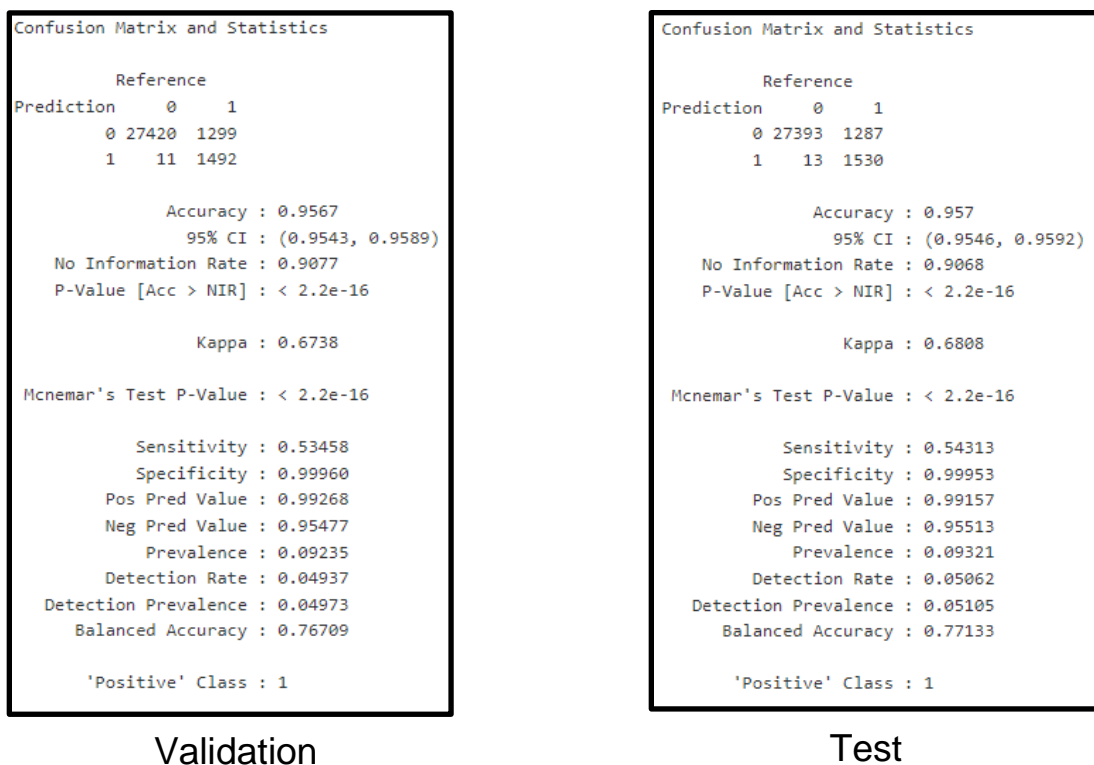 Confusion Matrix and Statistics
Reference
Prediction 0 1
0 27420 1299
1 11 1492
Accuracy : 0.9567
95% CI : (0.9543, 0.9589)
No Information Rate : 0.9077
P-Value [Acc > NIR] : < 2.2e-16
Kappa : 0.6738
Mcnemar's Test P-Value : < 2.2e-16
Sensitivity : 0.53458
Specificity : 0.99960
Pos Pred Value : 0.99268
Neg Pred Value : 0.95477
Prevalence : 0.09235
Detection Rate : 0.04937
Detection Prevalence : 0.04973
Balanced Accuracy : 0.76709
'Positive' Class : 1
Validation
Confusion Matrix and Statistics
Reference
Prediction 0 1
0 27393 1287
1 13 1530
Accuracy : 0.957
95% CI : (0.9546, 0.9592)
No Information Rate : 0.9068
P-Value [Acc > NIR] : < 2.2e-16
Kappa : 0.6808
Mcnemar's Test P-Value : < 2.2e-16
Sensitivity : 0.54313
Specificity : 0.99953
Pos Pred Value : 0.99157
Neg Pred Value : 0.95513
Prevalence : 0.09321
Detection Rate : 0.05062
Detection Prevalence : 0.05105
Balanced Accuracy : 0.77133
'Positive' Class : 1
Test